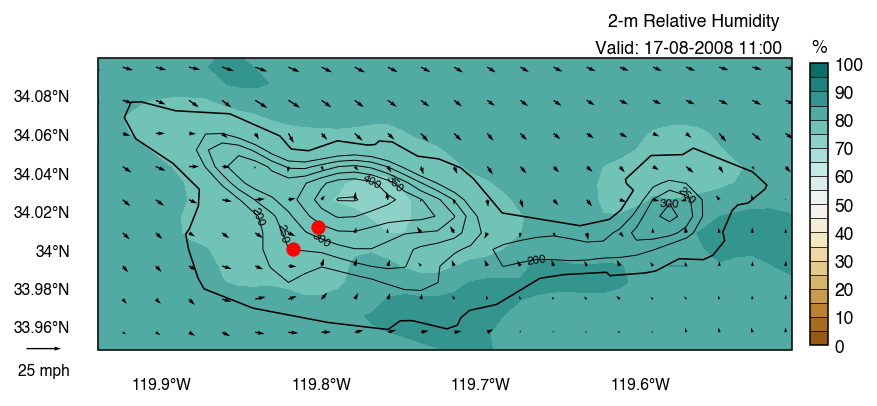 2-m Relative Humidity
Valid: 17-08-2008 11:00
%
100
90
80
70
60
50
40
30
20
10
0
34.08°N
34.06°N
34.04°N
34.02°N
34°N
33.98°N
33.96°N
400
350
300
250
200
250
300
200
250
300
25 mph
119.9°W
119.8°W
119.7°W
119.6°W